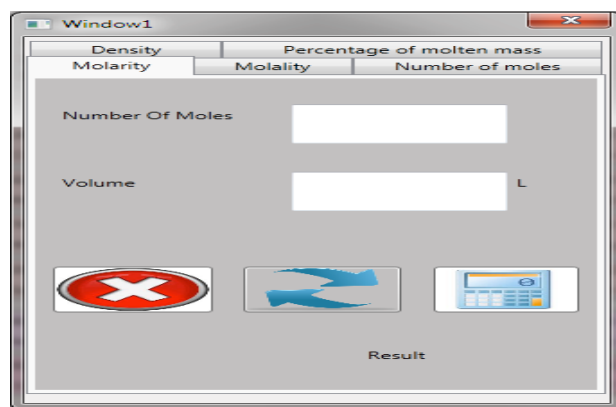 Window1
Density Percentage of molten mass
Molarity Molality Number of moles
Number Of Moles
Volume L
Result